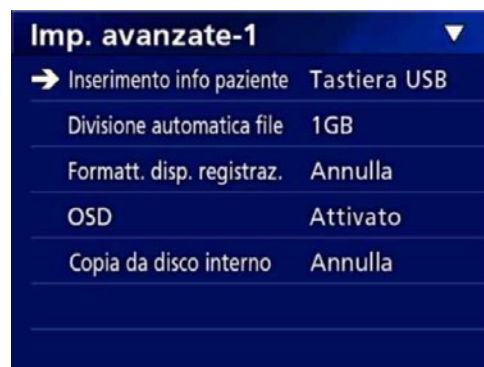 Imp. avanzate-1
Inserimento info paziente Tastiera USB
Divisione automatica file 1GB
Formatt. disp. registraz. Annulla
OSD Attivato
Copia da disco interno Annulla